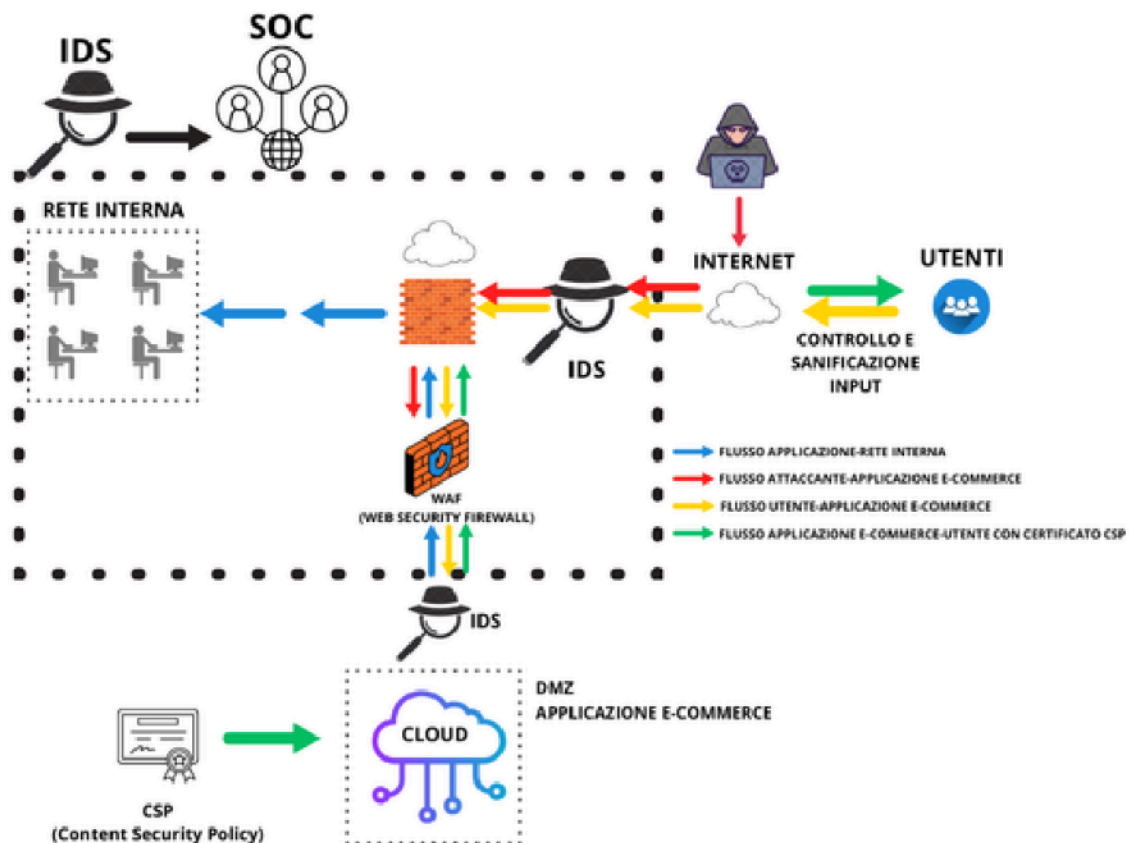 IDS
SOC
RETE INTERNA
INTERNET
UTENTI
IDS
CONTROLLO E
SANIFICAZIONE
INPUT
WAF
(WEB SECURITY FIREWALL)
FLUSSO APPLICAZIONE-RETE INTERNA
FLUSSO ATTACCANTE-APPLICAZIONE E-COMMERCE
FLUSSO UTENTE-APPLICAZIONE E-COMMERCE
FLUSSO APPLICAZIONE E-COMMERCE-UTENTE CON CERTIFICATO CSP
IDS
DMZ
APPLICAZIONE E-COMMERCE
CLOUD
CSP
(Content Security Policy)